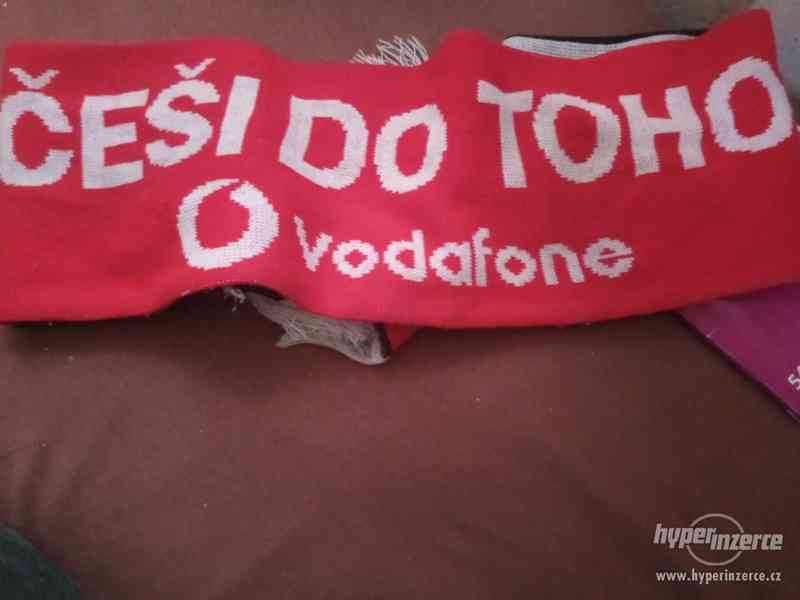 ČEŠI DO TOHO.
vodafone
hyperinzerce
www.hyperinzerce.cz